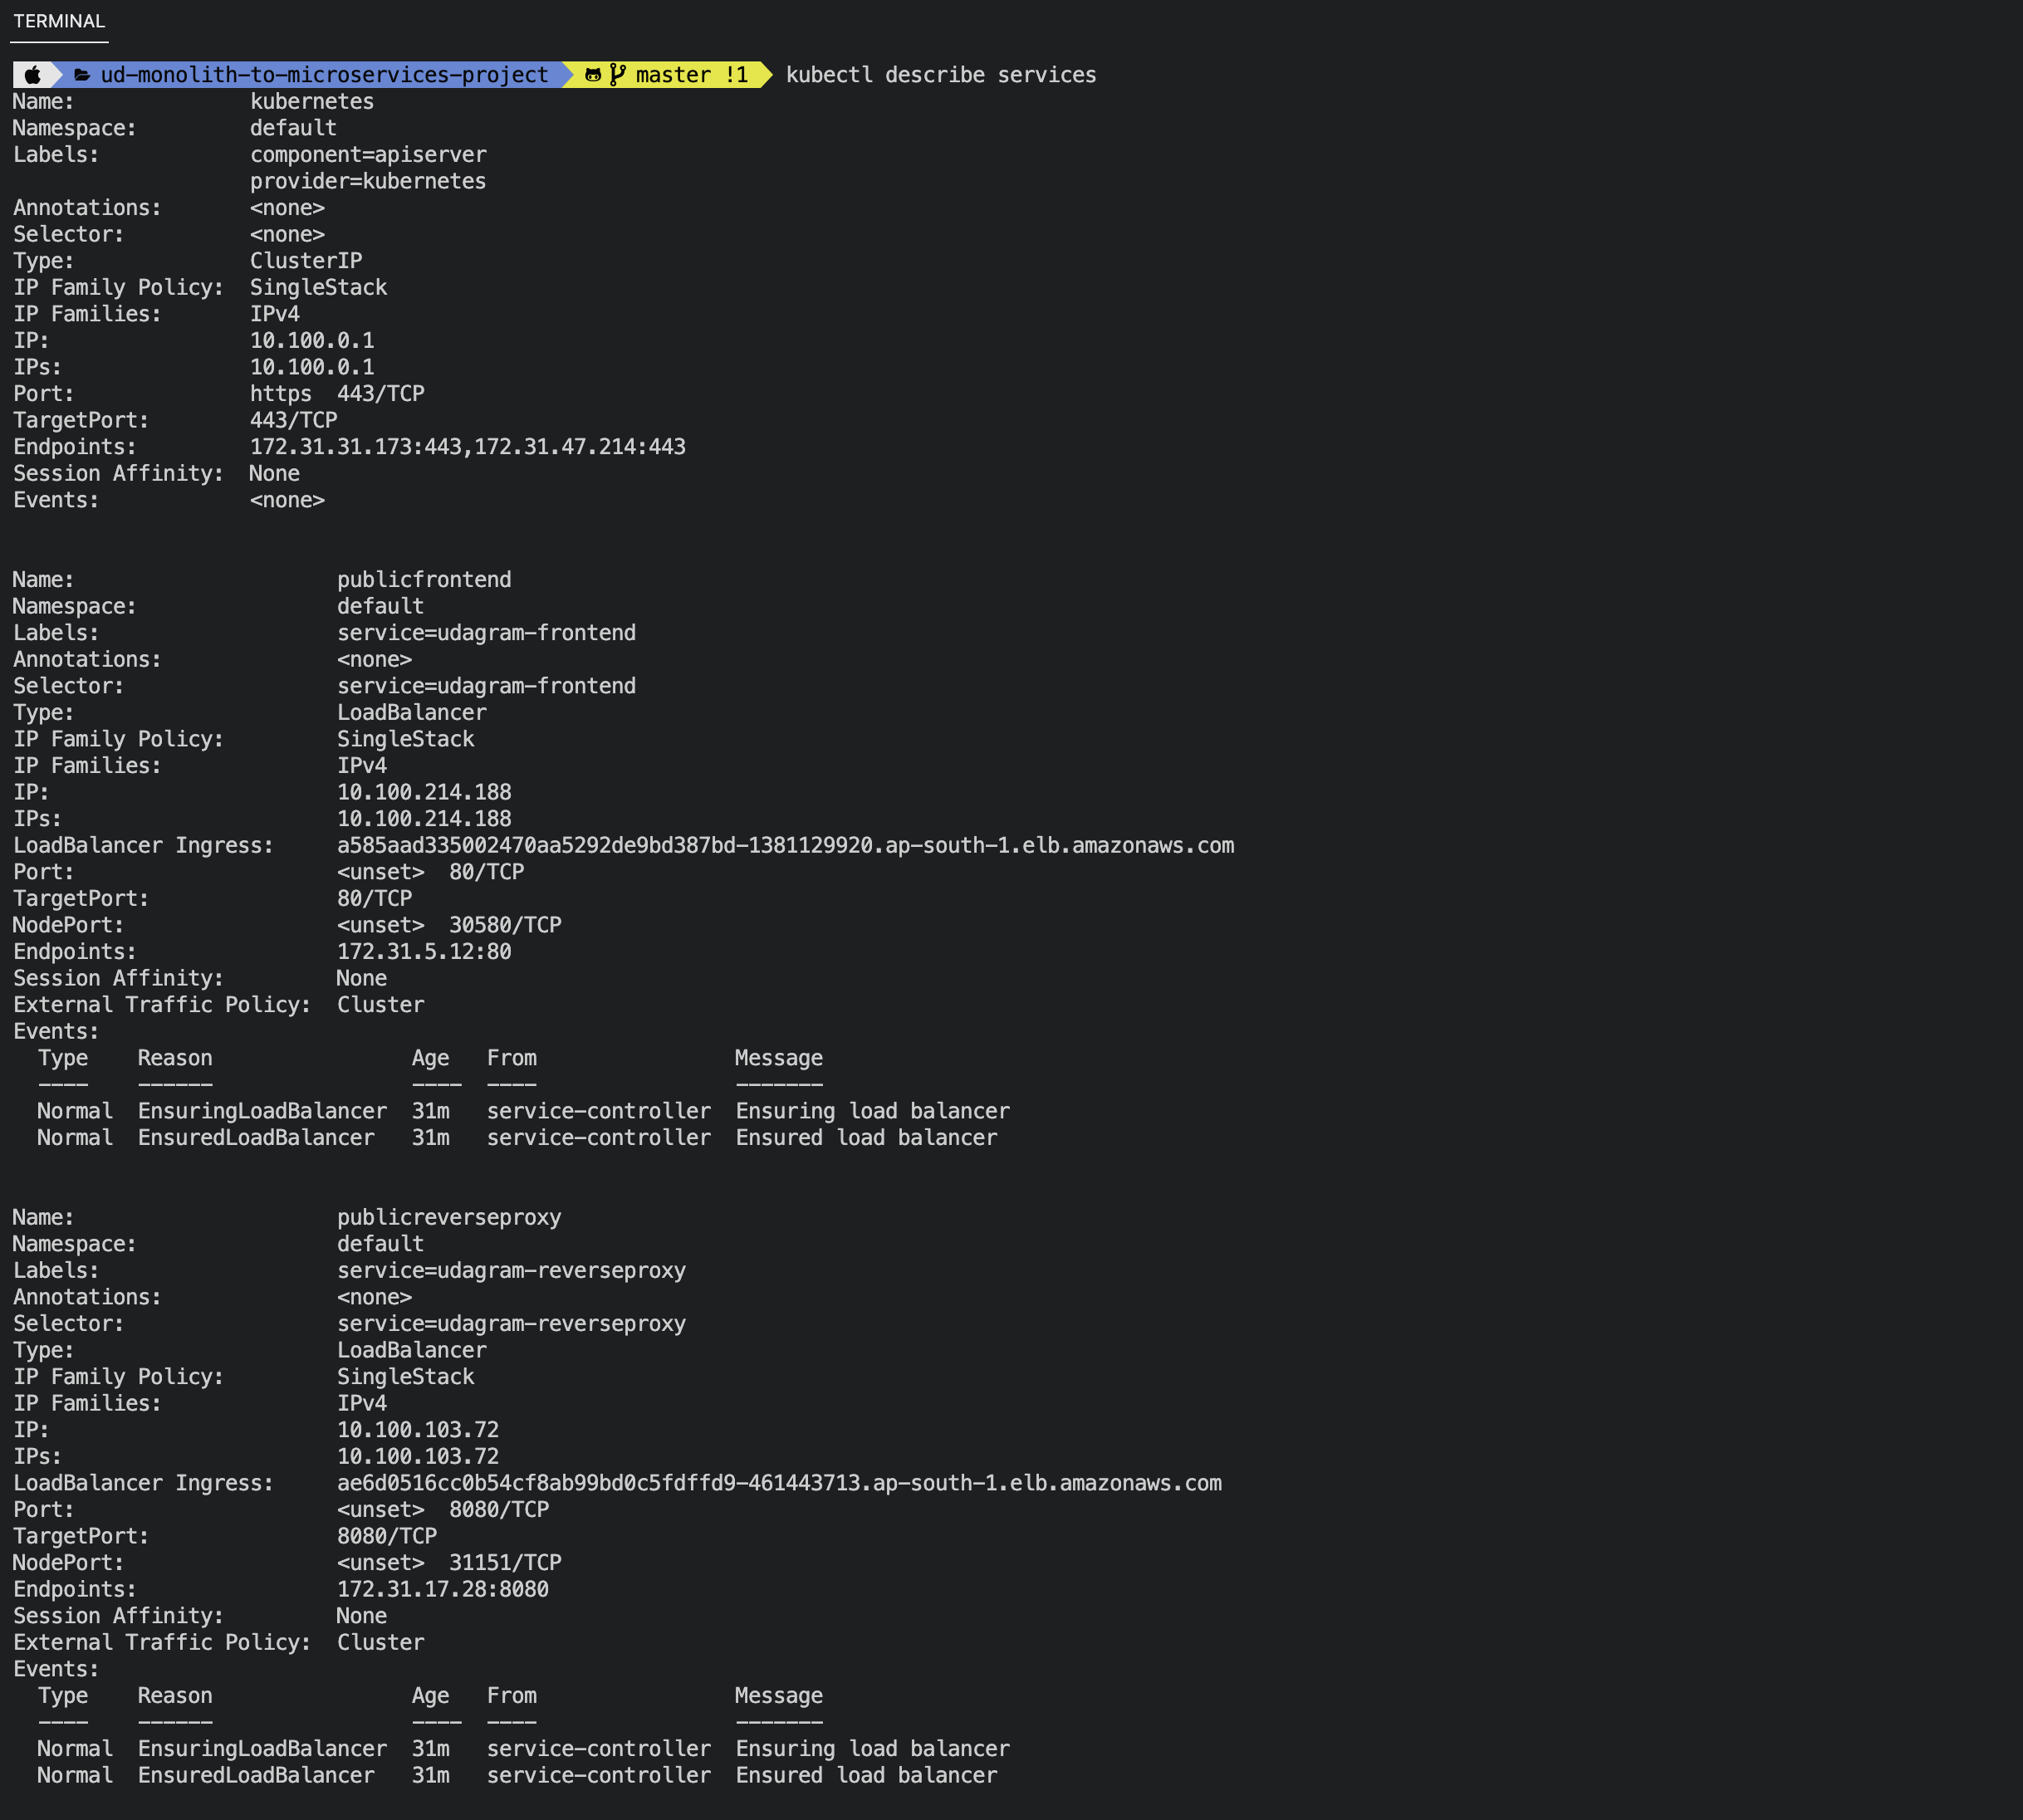 TERMINAL
ud-monolith-to-microservices-project master !1 kubectl describe services
Name: kubernetes
Namespace: default
Labels: component=apiserver
provider=kubernetes
Annotations: <none>
Selector: <none>
Type: ClusterIP
IP Family Policy: SingleStack
IP Families: IPv4
IP: 10.100.0.1
IPs: 10.100.0.1
Port: https 443/TCP
TargetPort: 443/TCP
Endpoints: 172.31.31.173:443,172.31.47.214:443
Session Affinity: None
Events: <none>
Name: publicfrontend
Namespace: default
Labels: service=udagram-frontend
Annotations: <none>
Selector: service=udagram-frontend
Type: LoadBalancer
IP Family Policy: SingleStack
IP Families: IPv4
IP: 10.100.214.188
IPs: 10.100.214.188
LoadBalancer Ingress: a585aad335002470aa5292de9bd387bd-1381129920.ap-south-1.elb.amazonaws.com
Port: <unset> 80/TCP
TargetPort: 80/TCP
NodePort: <unset> 30580/TCP
Endpoints: 172.31.5.12:80
Session Affinity: None
External Traffic Policy: Cluster
Events:
Type Reason Age From Message
---- ------ ---- ---- -------
Normal EnsuringLoadBalancer 31m service-controller Ensuring load balancer
Normal EnsuredLoadBalancer 31m service-controller Ensured load balancer
Name: publicreverseproxy
Namespace: default
Labels: service=udagram-reverseproxy
Annotations: <none>
Selector: service=udagram-reverseproxy
Type: LoadBalancer
IP Family Policy: SingleStack
IP Families: IPv4
IP: 10.100.103.72
IPs: 10.100.103.72
LoadBalancer Ingress: ae6d0516cc0b54cf8ab99bd0c5fdffd9-461443713.ap-south-1.elb.amazonaws.com
Port: <unset> 8080/TCP
TargetPort: 8080/TCP
NodePort: <unset> 31151/TCP
Endpoints: 172.31.17.28:8080
Session Affinity: None
External Traffic Policy: Cluster
Events:
Type Reason Age From Message
---- ------ ---- ---- -------
Normal EnsuringLoadBalancer 31m service-controller Ensuring load balancer
Normal EnsuredLoadBalancer 31m service-controller Ensured load balancer